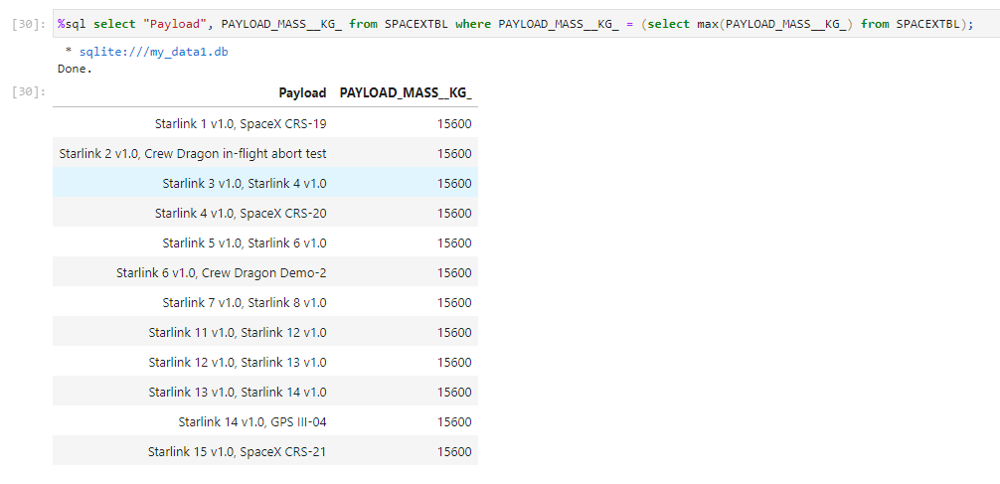 [30]: %sql select "Payload", PAYLOAD_MASS__KG_ from SPACEXTBL where PAYLOAD_MASS__KG_ = (select max(PAYLOAD_MASS__KG_) from SPACEXTBL);
* sqlite:///my_data1.db
Done.
[30]: Payload PAYLOAD_MASS__KG_
Starlink 1 v1.0, SpaceX CRS-19 15600
Starlink 2 v1.0, Crew Dragon in-flight abort test 15600
Starlink 3 v1.0, Starlink 4 v1.0 15600
Starlink 4 v1.0, SpaceX CRS-20 15600
Starlink 5 v1.0, Starlink 6 v1.0 15600
Starlink 6 v1.0, Crew Dragon Demo-2 15600
Starlink 7 v1.0, Starlink 8 v1.0 15600
Starlink 11 v1.0, Starlink 12 v1.0 15600
Starlink 12 v1.0, Starlink 13 v1.0 15600
Starlink 13 v1.0, Starlink 14 v1.0 15600
Starlink 14 v1.0, GPS III-04 15600
Starlink 15 v1.0, SpaceX CRS-21 15600